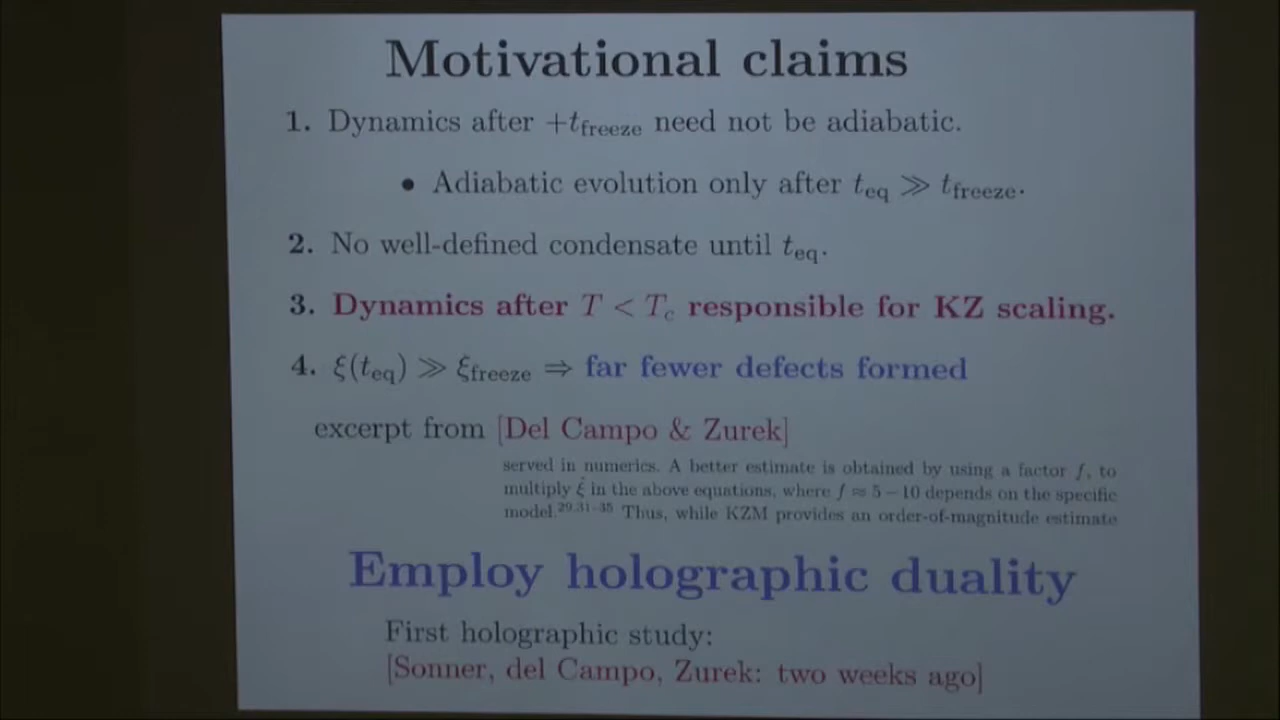 Motivational claims
1. Dynamics after +t_freeze need not be adiabatic.
• Adiabatic evolution only after t_eq ≫ t_freeze.
2. No well-defined condensate until t_eq.
3. Dynamics after T < T_c responsible for KZ scaling.
4. ξ(t_eq) ≫ ξ_freeze ⇒ far fewer defects formed
excerpt from [Del Campo & Zurek]
served in numerics. A better estimate is obtained by using a factor f, to
multiply ξ̂ in the above equations, where f ≈ 5 − 10 depends on the specific
model.29,31–35 Thus, while KZM provides an order-of-magnitude estimate
Employ holographic duality
First holographic study:
[Sonner, del Campo, Zurek: two weeks ago]